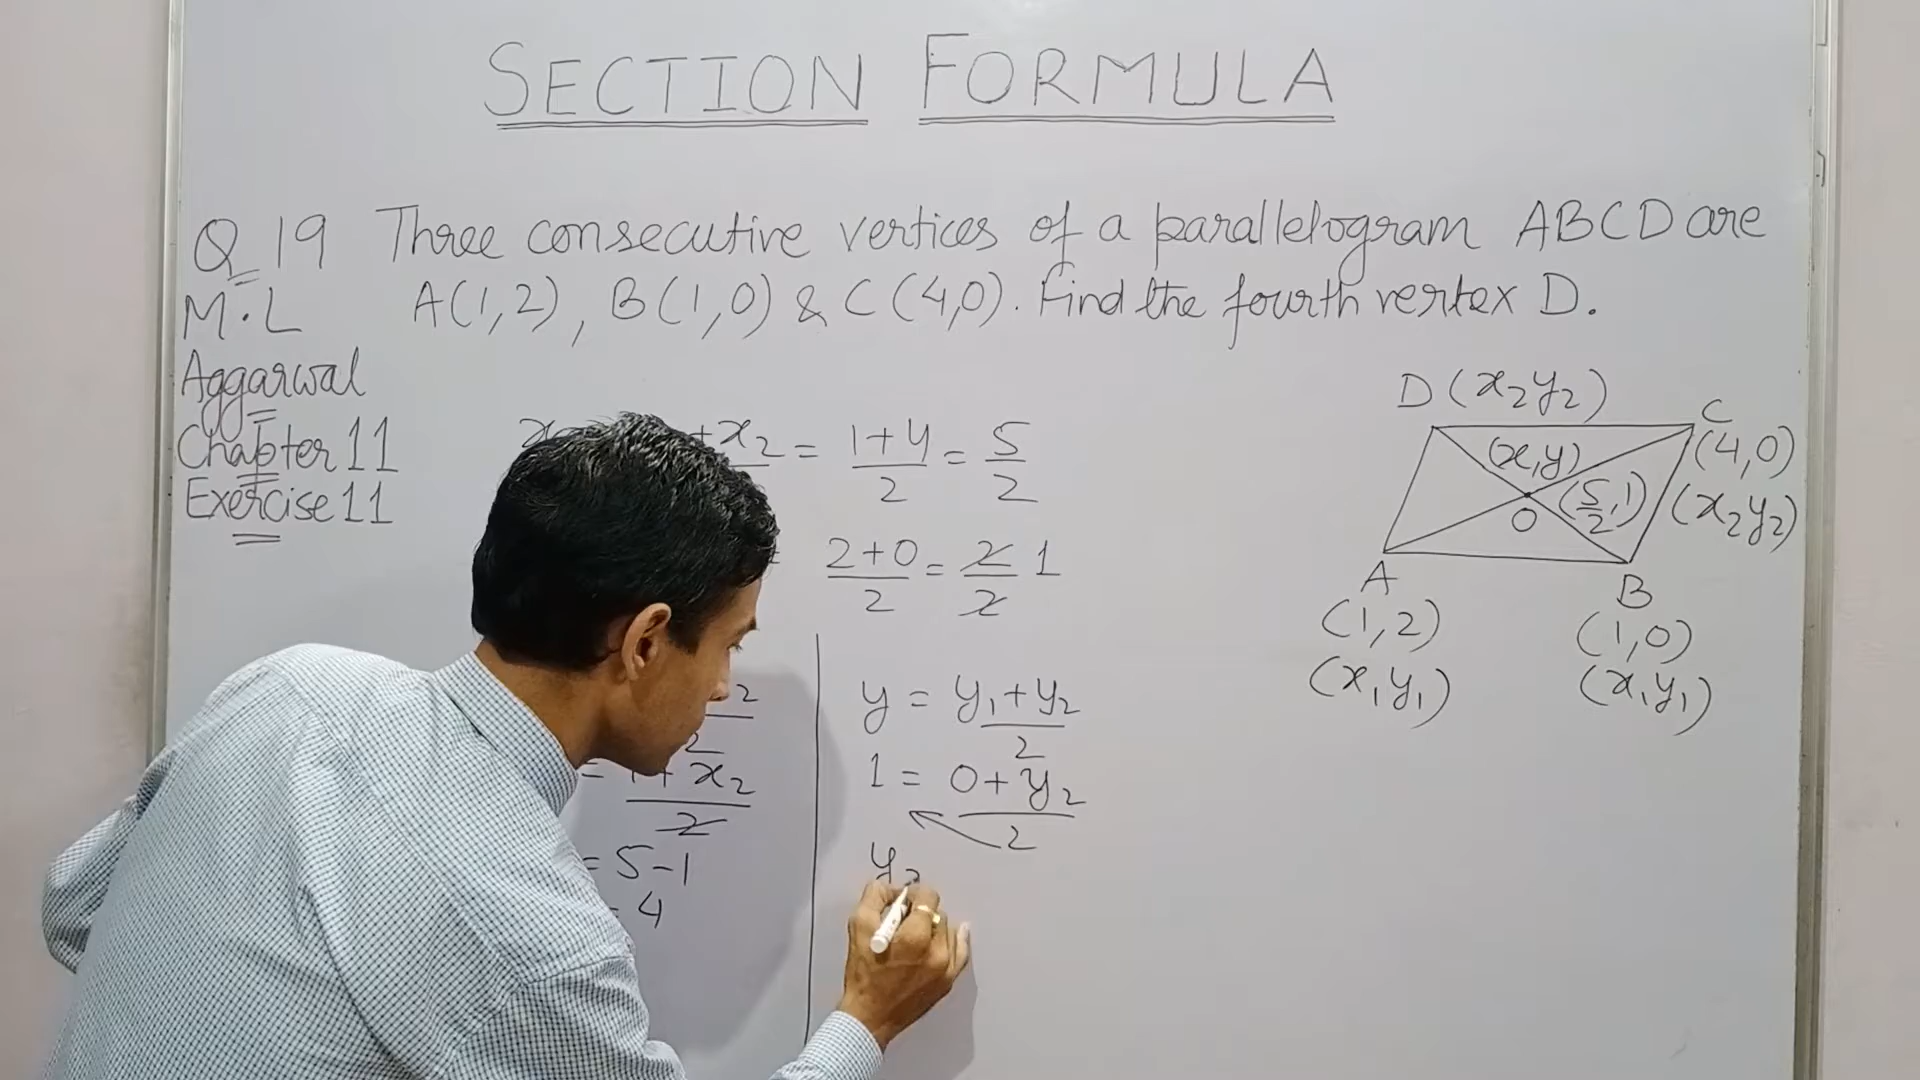 SECTION FORMULA
Q 19 Three consecutive vertices of a parallelogram ABCD are
M.L A(1,2), B(1,0) & C(4,0). Find the fourth vertex D.
Aggarwal
Chapter 11
Exercise 11
+x₂ = 1+4/2 = 5/2
2+0/2 = 2/2 1
2
2
= 1+x₂/2
= 5-1
= 4
y = y₁+y₂/2
1 = 0+y₂/2
y₂
D(x₂y₂)
C
(x,y)
(4,0)
(5/2,1)
(x₂y₂)
O
A
B
(1,2)
(1,0)
(x₁y₁)
(x₁y₁)